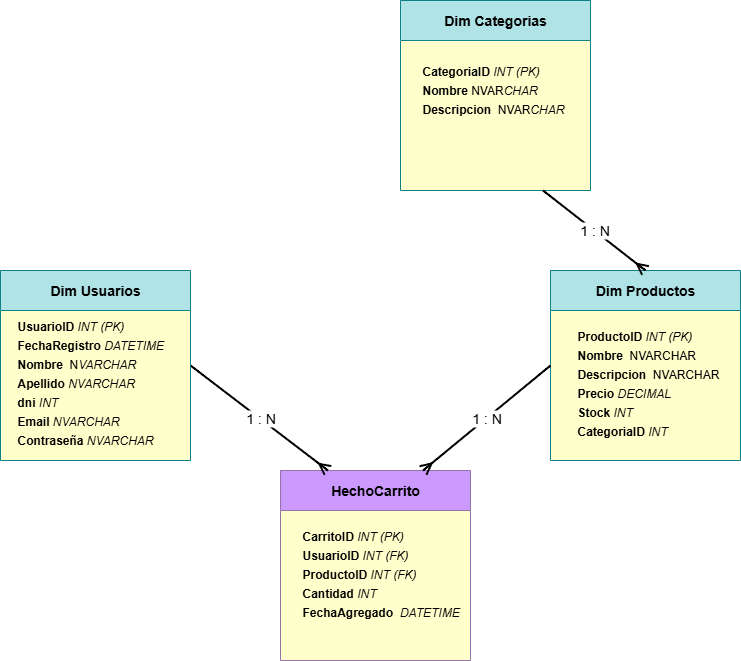 Dim Categorias
CategoriaID INT (PK)
Nombre NVARCHAR
Descripcion NVARCHAR
1 : N
Dim Usuarios
UsuarioID INT (PK)
FechaRegistro DATETIME
Nombre NVARCHAR
Apellido NVARCHAR
dni INT
Email NVARCHAR
Contraseña NVARCHAR
Dim Productos
ProductoID INT (PK)
Nombre NVARCHAR
Descripcion NVARCHAR
Precio DECIMAL
Stock INT
CategoriaID INT
1 : N
1 : N
HechoCarrito
CarritoID INT (PK)
UsuarioID INT (FK)
ProductoID INT (FK)
Cantidad INT
FechaAgregado DATETIME